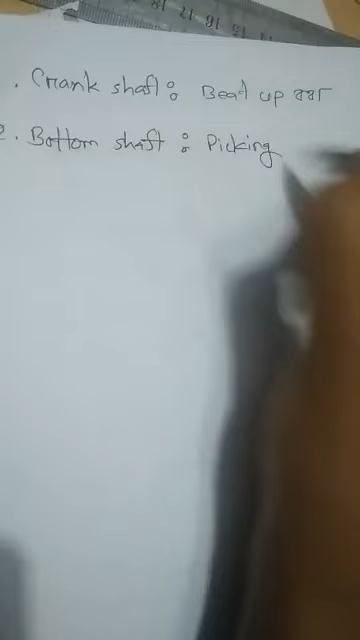 . Crank shaft : Beat up করা
2. Bottom shaft : Picking